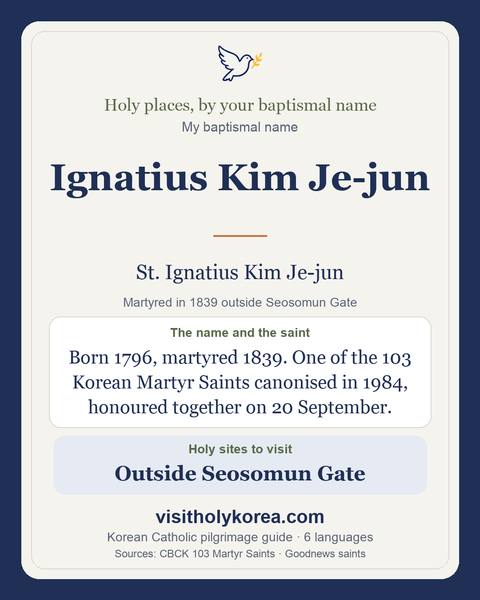 Holy places, by your baptismal name
My baptismal name
Ignatius Kim Je-jun
St. Ignatius Kim Je-jun
Martyred in 1839 outside Seosomun Gate
The name and the saint
Born 1796, martyred 1839. One of the 103
Korean Martyr Saints canonised in 1984,
honoured together on 20 September.
Holy sites to visit
Outside Seosomun Gate
visitholykorea.com
Korean Catholic pilgrimage guide · 6 languages
Sources: CBCK 103 Martyr Saints · Goodnews saints